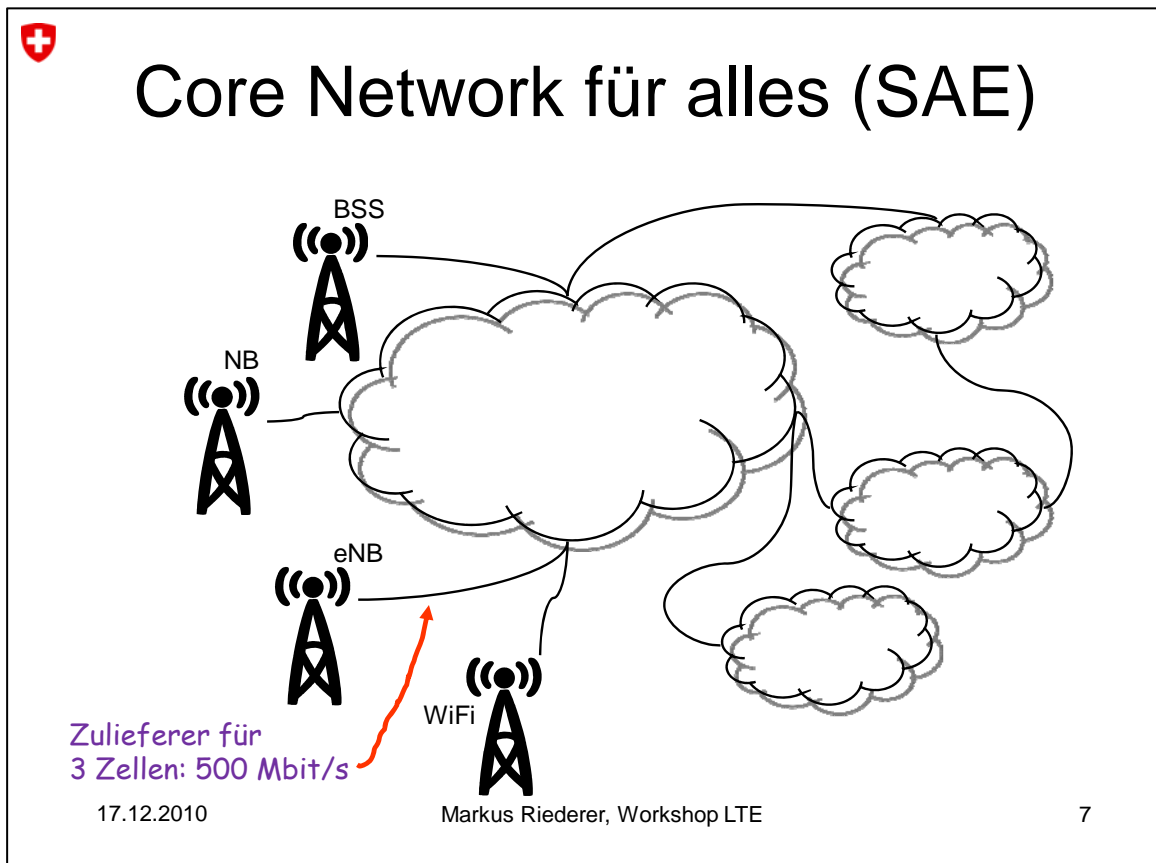 Core Network für alles (SAE)
BSS
NB
eNB
WiFi
Zulieferer für
3 Zellen: 500 Mbit/s
17.12.2010
Markus Riederer, Workshop LTE
7